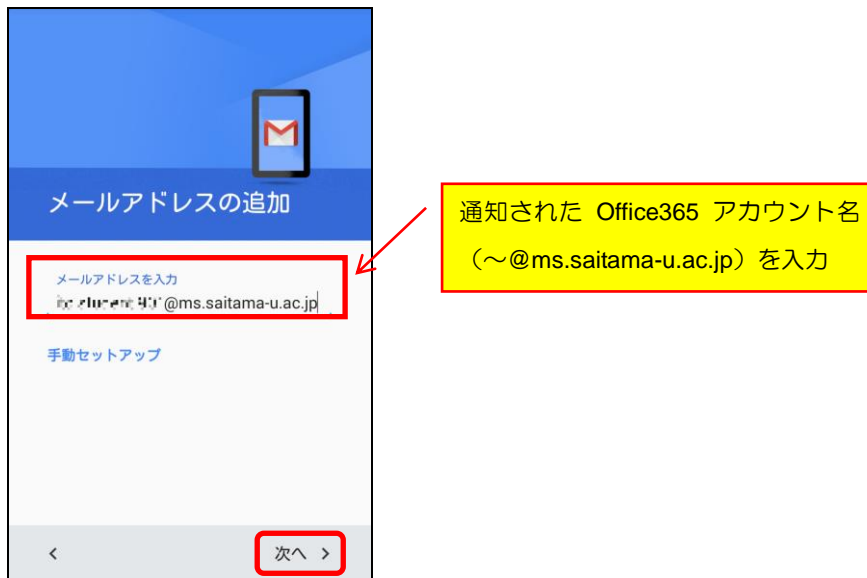 メールアドレスの追加
メールアドレスを入力
@ms.saitama-u.ac.jp
手動セットアップ
次へ
通知された Office365 アカウント名
（～@ms.saitama-u.ac.jp）を入力